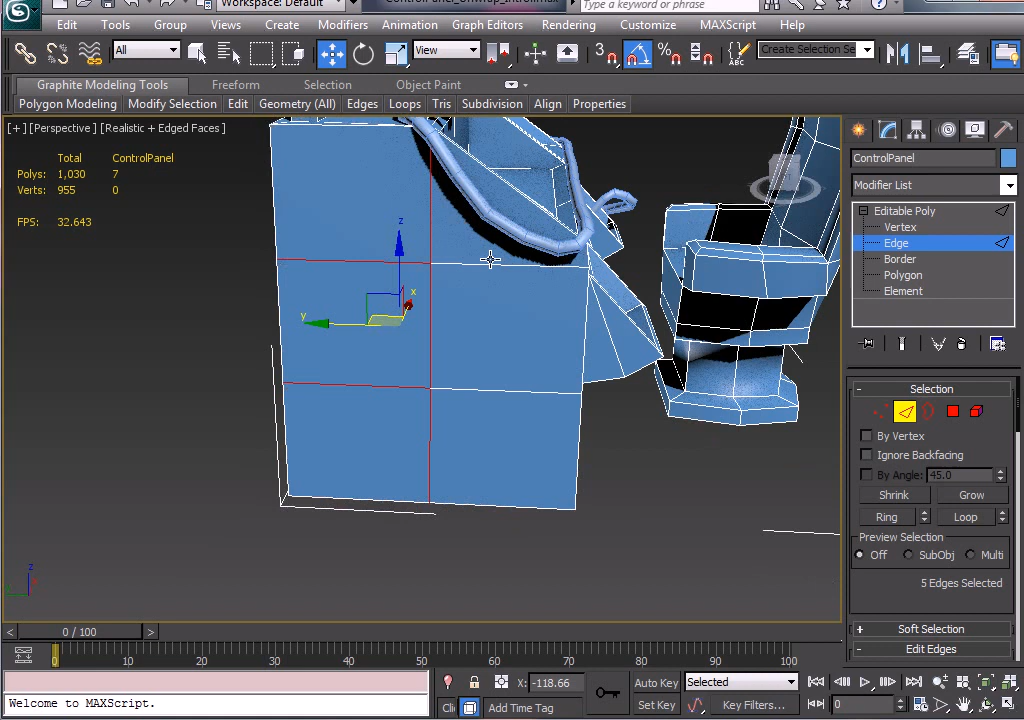 Workspace: Default
ControlPanel_Unwrap_Intro.max
Type a keyword or phrase
Edit Tools Group Views Create Modifiers Animation Graph Editors Rendering Customize MAXScript Help
All View 3 Create Selection Se
Graphite Modeling Tools Freeform Selection Object Paint
Polygon Modeling Modify Selection Edit Geometry (All) Edges Loops Tris Subdivision Align Properties
[+] [Perspective] [Realistic + Edged Faces]
Total ControlPanel
Polys: 1,030 7
Verts: 955 0
FPS: 32.643
z
x
y
z
ControlPanel
Modifier List
Editable Poly
Vertex
Edge
Border
Polygon
Element
- Selection
By Vertex
Ignore Backfacing
By Angle: 45.0
Shrink Grow
Ring Loop
Preview Selection
Off SubObj Multi
5 Edges Selected
+ Soft Selection
- Edit Edges
< 0 / 100 >
0 10 20 30 40 50 60 70 80 90 100
Welcome to MAXScript.
X: -118.66
Cli Add Time Tag
Auto Key Selected
Set Key Key Filters...
0